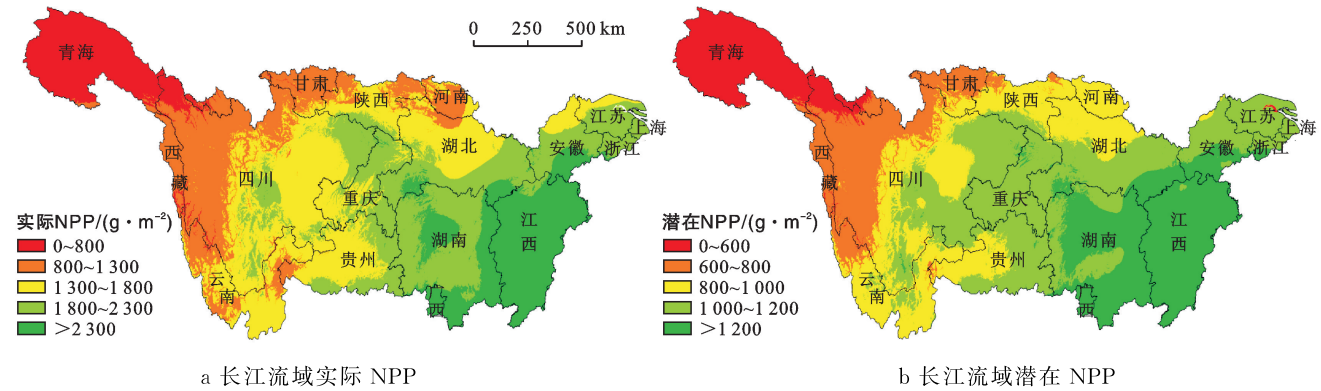 0 250 500 km
青海
甘肃
陕西
河南
江苏
上海
安徽
浙江
湖北
西藏
四川
重庆
湖南
江西
贵州
云南
广西
实际NPP/(g·m⁻²)
0~800
800~1 300
1 300~1 800
1 800~2 300
>2 300
a 长江流域实际 NPP
青海
甘肃
陕西
河南
江苏
上海
安徽
浙江
湖北
西藏
四川
重庆
湖南
江西
贵州
云南
广西
潜在NPP/(g·m⁻²)
0~600
600~800
800~1 000
1 000~1 200
>1 200
b 长江流域潜在 NPP